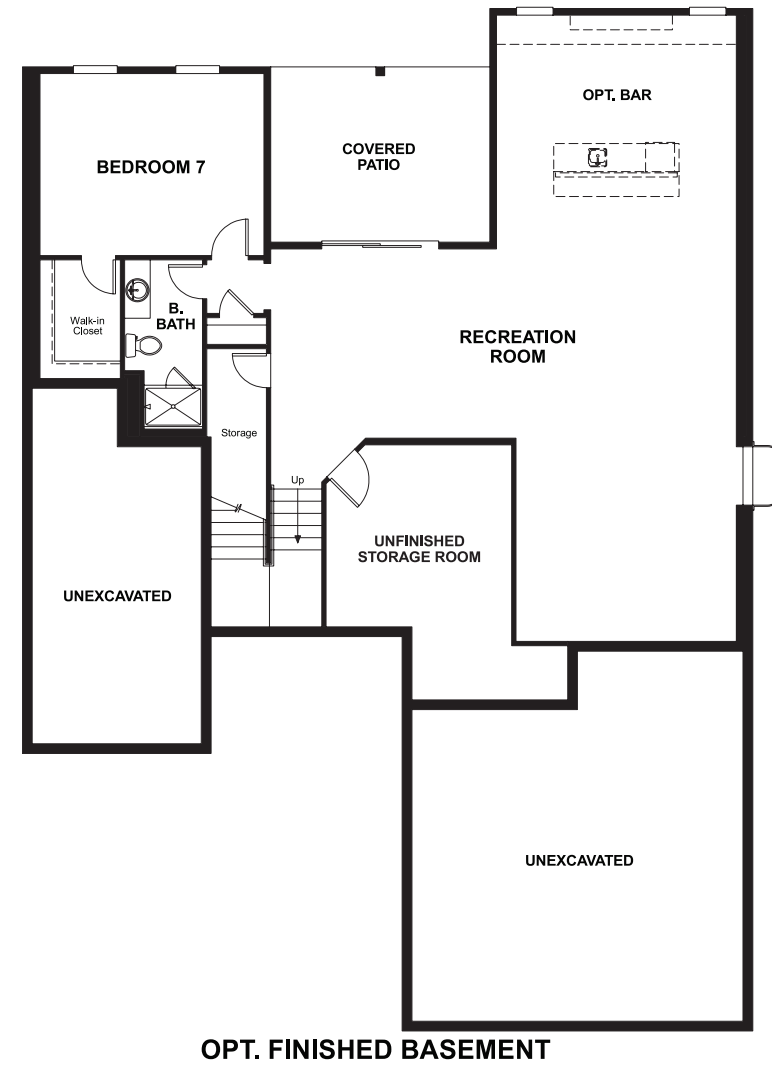 OPT. BAR
COVERED
PATIO
BEDROOM 7
B.
BATH
Walk-in
Closet
RECREATION
ROOM
Storage
Up
UNFINISHED
STORAGE ROOM
UNEXCAVATED
UNEXCAVATED
OPT. FINISHED BASEMENT